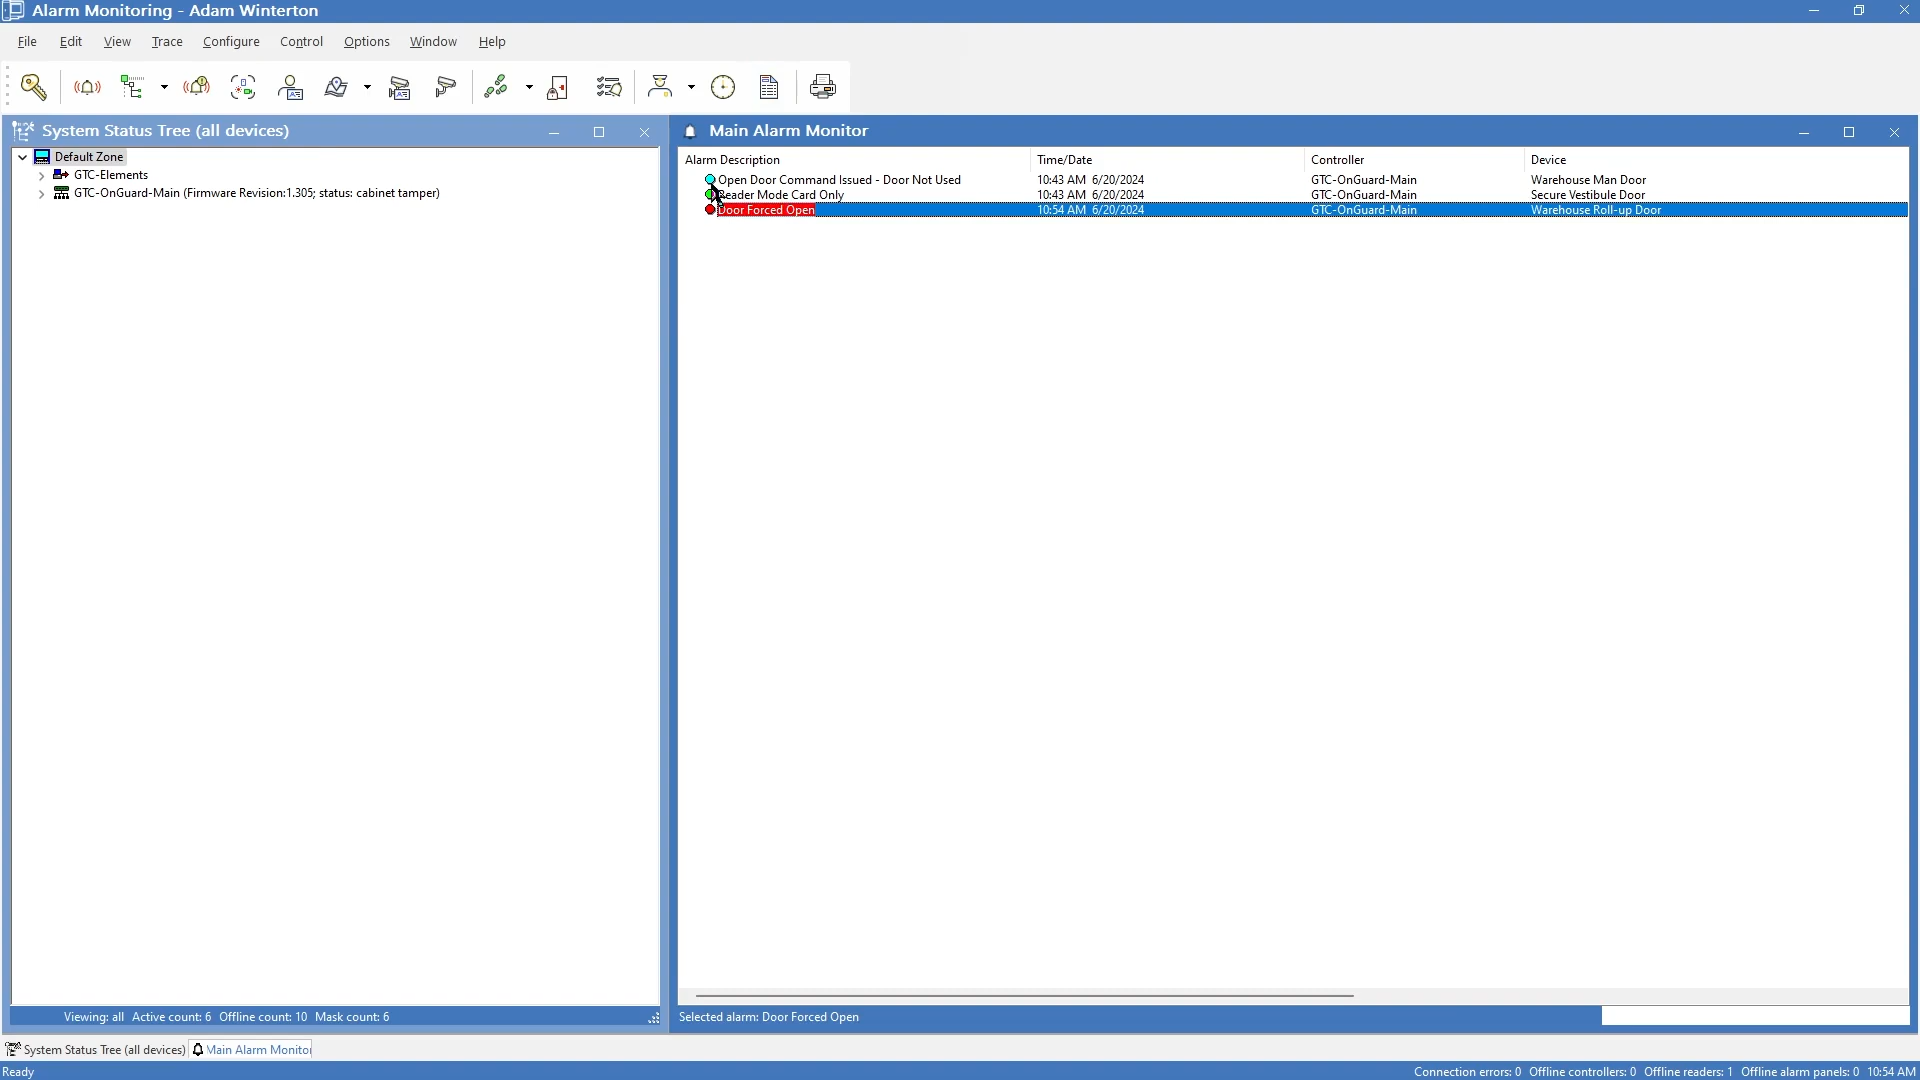 Alarm Monitoring - Adam Winterton
File Edit View Trace Configure Control Options Window Help
System Status Tree (all devices)
Default Zone
GTC-Elements
GTC-OnGuard-Main (Firmware Revision:1.305; status: cabinet tamper)
Viewing: all Active count: 6 Offline count: 10 Mask count: 6
Main Alarm Monitor
Alarm Description Time/Date Controller Device
Open Door Command Issued - Door Not Used 10:43 AM 6/20/2024 GTC-OnGuard-Main Warehouse Man Door
Reader Mode Card Only 10:43 AM 6/20/2024 GTC-OnGuard-Main Secure Vestibule Door
Door Forced Open 10:54 AM 6/20/2024 GTC-OnGuard-Main Warehouse Roll-up Door
Selected alarm: Door Forced Open
System Status Tree (all devices) Main Alarm Monitor
Ready Connection errors: 0 Offline controllers: 0 Offline readers: 1 Offline alarm panels: 0 10:54 AM